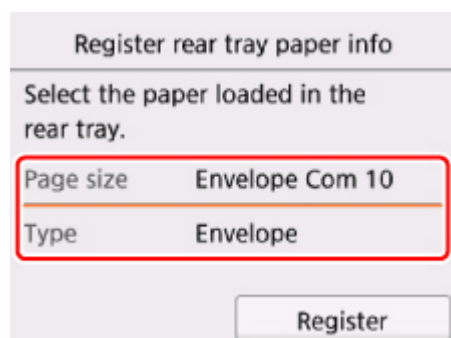 Register rear tray paper info
Select the paper loaded in the
rear tray.
Page size Envelope Com 10
Type Envelope
Register